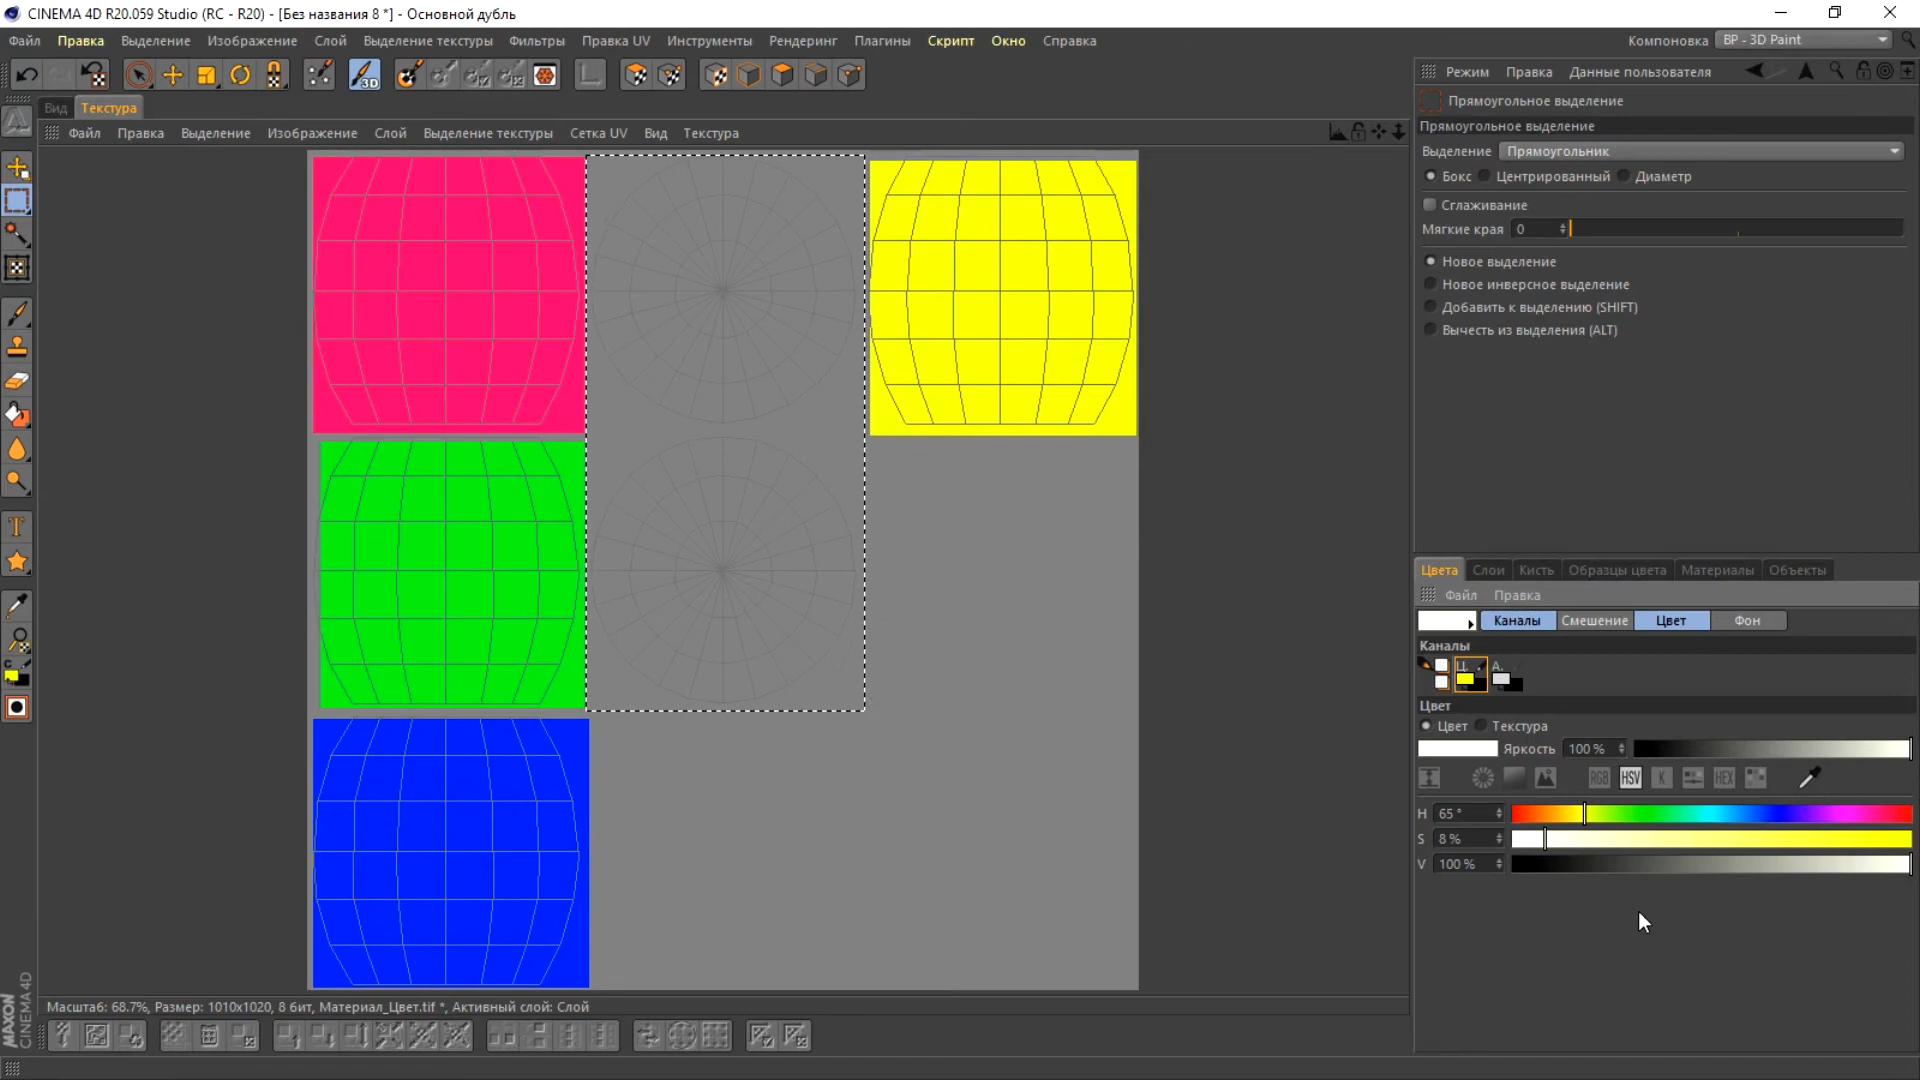 CINEMA 4D R20.059 Studio (RC - R20) - [Без названия 8 *] - Основной дубль
Файл Правка Выделение Изображение Слой Выделение текстуры Фильтры Правка UV Инструменты Рендеринг Плагины Скрипт Окно Справка
Компоновка BP - 3D Paint
3D
Режим Правка Данные пользователя
Вид Текстура
Файл Правка Выделение Изображение Слой Выделение текстуры Сетка UV Вид Текстура
Прямоугольное выделение
Прямоугольное выделение
Выделение Прямоугольник
Бокс Центрированный Диаметр
Сглаживание
Мягкие края 0
Новое выделение
Новое инверсное выделение
Добавить к выделению (SHIFT)
Вычесть из выделения (ALT)
Цвета Слои Кисть Образцы цвета Материалы Объекты
Файл Правка
Каналы Смешение Цвет Фон
Каналы
Ц. А.
Цвет
Цвет Текстура
Яркость 100 %
RGB HSV K HEX
H 65 °
S 8 %
V 100 %
T
C
Масштаб: 68.7%, Размер: 1010x1020, 8 бит, Материал_Цвет.tif *, Активный слой: Слой
MAXON
CINEMA 4D